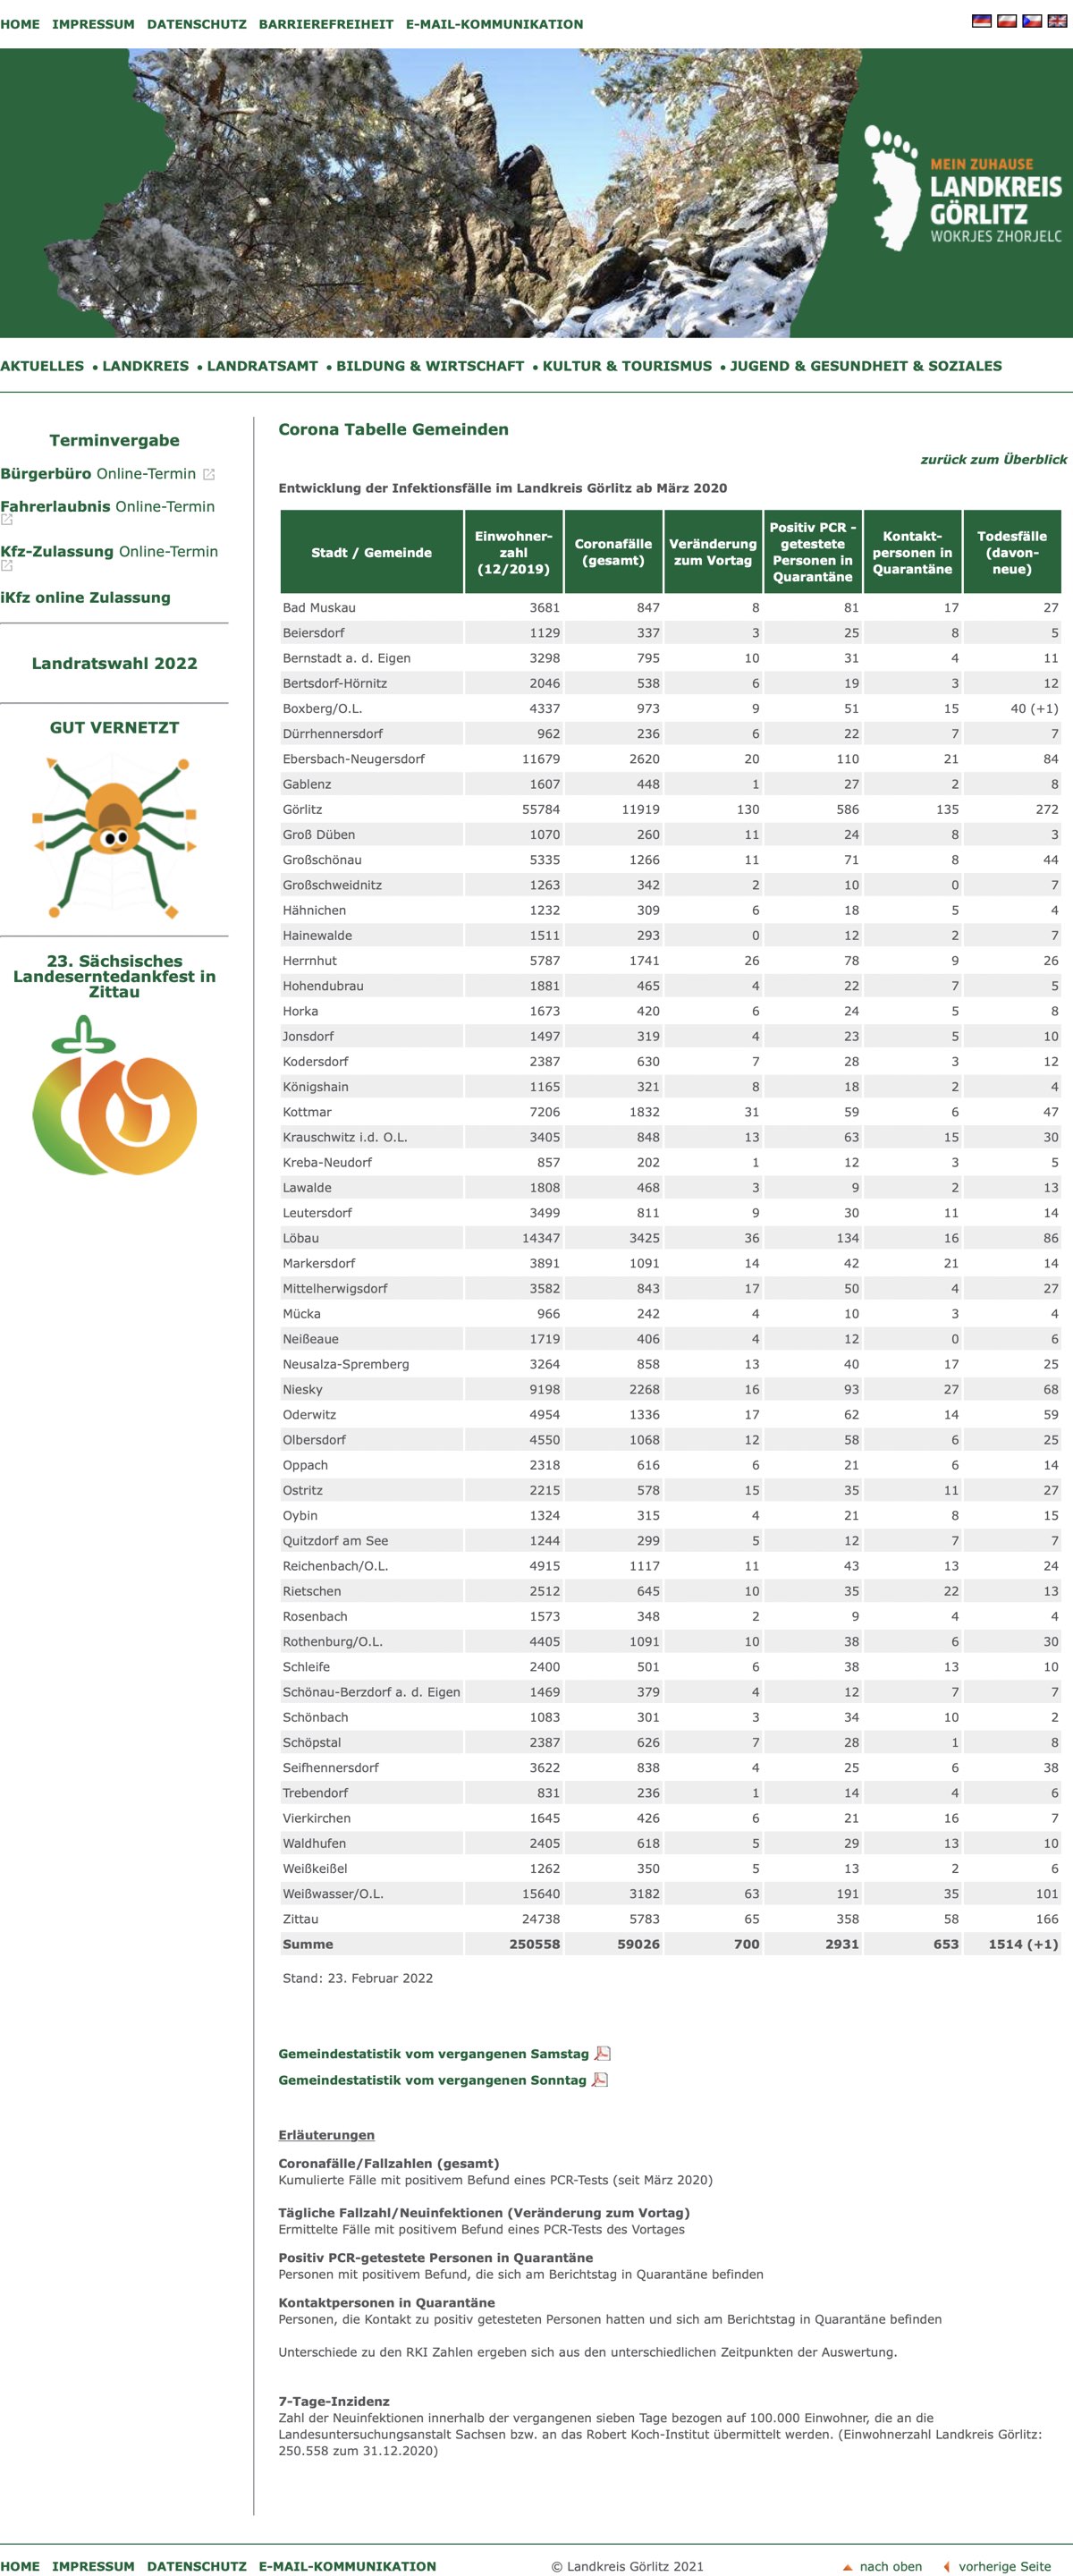 HOME IMPRESSUM DATENSCHUTZ BARRIEREFREIHEIT E-MAIL-KOMMUNIKATION
MEIN ZUHAUSE
LANDKREIS
GÖRLITZ
WOKRJES ZHORJELC
AKTUELLES • LANDKREIS • LANDRATSAMT • BILDUNG & WIRTSCHAFT • KULTUR & TOURISMUS • JUGEND & GESUNDHEIT & SOZIALES
Terminvergabe
Bürgerbüro Online-Termin
Fahrerlaubnis Online-Termin
Kfz-Zulassung Online-Termin
iKfz online Zulassung
Landratswahl 2022
GUT VERNETZT
23. Sächsisches
Landeserntedankfest in
Zittau
Corona Tabelle Gemeinden
zurück zum Überblick
Entwicklung der Infektionsfälle im Landkreis Görlitz ab März 2020
Stadt / Gemeinde Einwohner-zahl (12/2019) Coronafälle (gesamt) Veränderung zum Vortag Positiv PCR - getestete Personen in Quarantäne Kontakt-personen in Quarantäne Todesfälle (davon-neue)
Bad Muskau 3681 847 8 81 17 27
Beiersdorf 1129 337 3 25 8 5
Bernstadt a. d. Eigen 3298 795 10 31 4 11
Bertsdorf-Hörnitz 2046 538 6 19 3 12
Boxberg/O.L. 4337 973 9 51 15 40 (+1)
Dürrhennersdorf 962 236 6 22 7 7
Ebersbach-Neugersdorf 11679 2620 20 110 21 84
Gablenz 1607 448 1 27 2 8
Görlitz 55784 11919 130 586 135 272
Groß Düben 1070 260 11 24 8 3
Großschönau 5335 1266 11 71 8 44
Großschweidnitz 1263 342 2 10 0 7
Hähnichen 1232 309 6 18 5 4
Hainewalde 1511 293 0 12 2 7
Herrnhut 5787 1741 26 78 9 26
Hohendubrau 1881 465 4 22 7 5
Horka 1673 420 6 24 5 8
Jonsdorf 1497 319 4 23 5 10
Kodersdorf 2387 630 7 28 3 12
Königshain 1165 321 8 18 2 4
Kottmar 7206 1832 31 59 6 47
Krauschwitz i.d. O.L. 3405 848 13 63 15 30
Kreba-Neudorf 857 202 1 12 3 5
Lawalde 1808 468 3 9 2 13
Leutersdorf 3499 811 9 30 11 14
Löbau 14347 3425 36 134 16 86
Markersdorf 3891 1091 14 42 21 14
Mittelherwigsdorf 3582 843 17 50 4 27
Mücka 966 242 4 10 3 4
Neißeaue 1719 406 4 12 0 6
Neusalza-Spremberg 3264 858 13 40 17 25
Niesky 9198 2268 16 93 27 68
Oderwitz 4954 1336 17 62 14 59
Olbersdorf 4550 1068 12 58 6 25
Oppach 2318 616 6 21 6 14
Ostritz 2215 578 15 35 11 27
Oybin 1324 315 4 21 8 15
Quitzdorf am See 1244 299 5 12 7 7
Reichenbach/O.L. 4915 1117 11 43 13 24
Rietschen 2512 645 10 35 22 13
Rosenbach 1573 348 2 9 4 4
Rothenburg/O.L. 4405 1091 10 38 6 30
Schleife 2400 501 6 38 13 10
Schönau-Berzdorf a. d. Eigen 1469 379 4 12 7 7
Schönbach 1083 301 3 34 10 2
Schöpstal 2387 626 7 28 1 8
Seifhennersdorf 3622 838 4 25 6 38
Trebendorf 831 236 1 14 4 6
Vierkirchen 1645 426 6 21 16 7
Waldhufen 2405 618 5 29 13 10
Weißkeißel 1262 350 5 13 2 6
Weißwasser/O.L. 15640 3182 63 191 35 101
Zittau 24738 5783 65 358 58 166
Summe 250558 59026 700 2931 653 1514 (+1)
Stand: 23. Februar 2022
Gemeindestatistik vom vergangenen Samstag
Gemeindestatistik vom vergangenen Sonntag
Erläuterungen
Coronafälle/Fallzahlen (gesamt)
Kumulierte Fälle mit positivem Befund eines PCR-Tests (seit März 2020)
Tägliche Fallzahl/Neuinfektionen (Veränderung zum Vortag)
Ermittelte Fälle mit positivem Befund eines PCR-Tests des Vortages
Positiv PCR-getestete Personen in Quarantäne
Personen mit positivem Befund, die sich am Berichtstag in Quarantäne befinden
Kontaktpersonen in Quarantäne
Personen, die Kontakt zu positiv getesteten Personen hatten und sich am Berichtstag in Quarantäne befinden
Unterschiede zu den RKI Zahlen ergeben sich aus den unterschiedlichen Zeitpunkten der Auswertung.
7-Tage-Inzidenz
Zahl der Neuinfektionen innerhalb der vergangenen sieben Tage bezogen auf 100.000 Einwohner, die an die
Landesuntersuchungsanstalt Sachsen bzw. an das Robert Koch-Institut übermittelt werden. (Einwohnerzahl Landkreis Görlitz:
250.558 zum 31.12.2020)
HOME IMPRESSUM DATENSCHUTZ E-MAIL-KOMMUNIKATION © Landkreis Görlitz 2021 nach oben vorherige Seite